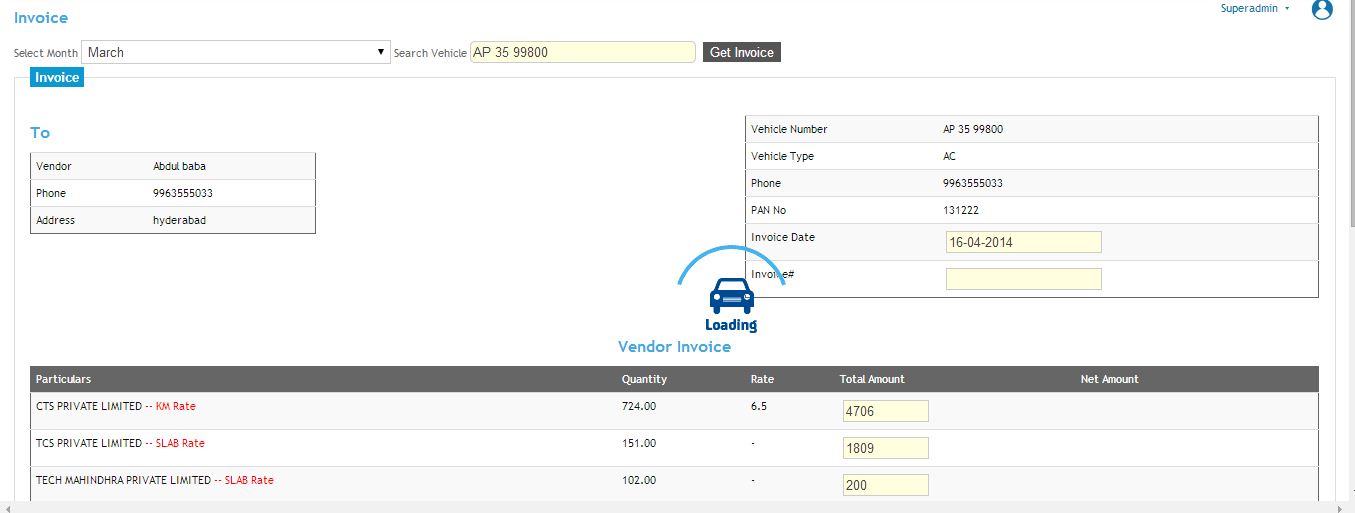 Invoice
Superadmin
Select Month March Search Vehicle AP 35 99800 Get Invoice
Invoice
To
Vendor Abdul baba
Phone 9963555033
Address hyderabad
Vehicle Number AP 35 99800
Vehicle Type AC
Phone 9963555033
PAN No 131222
Invoice Date 16-04-2014
Invoice#
Loading
Vendor Invoice
Particulars Quantity Rate Total Amount Net Amount
CTS PRIVATE LIMITED -- KM Rate 724.00 6.5 4706
TCS PRIVATE LIMITED -- SLAB Rate 151.00 - 1809
TECH MAHINDHRA PRIVATE LIMITED -- SLAB Rate 102.00 - 200